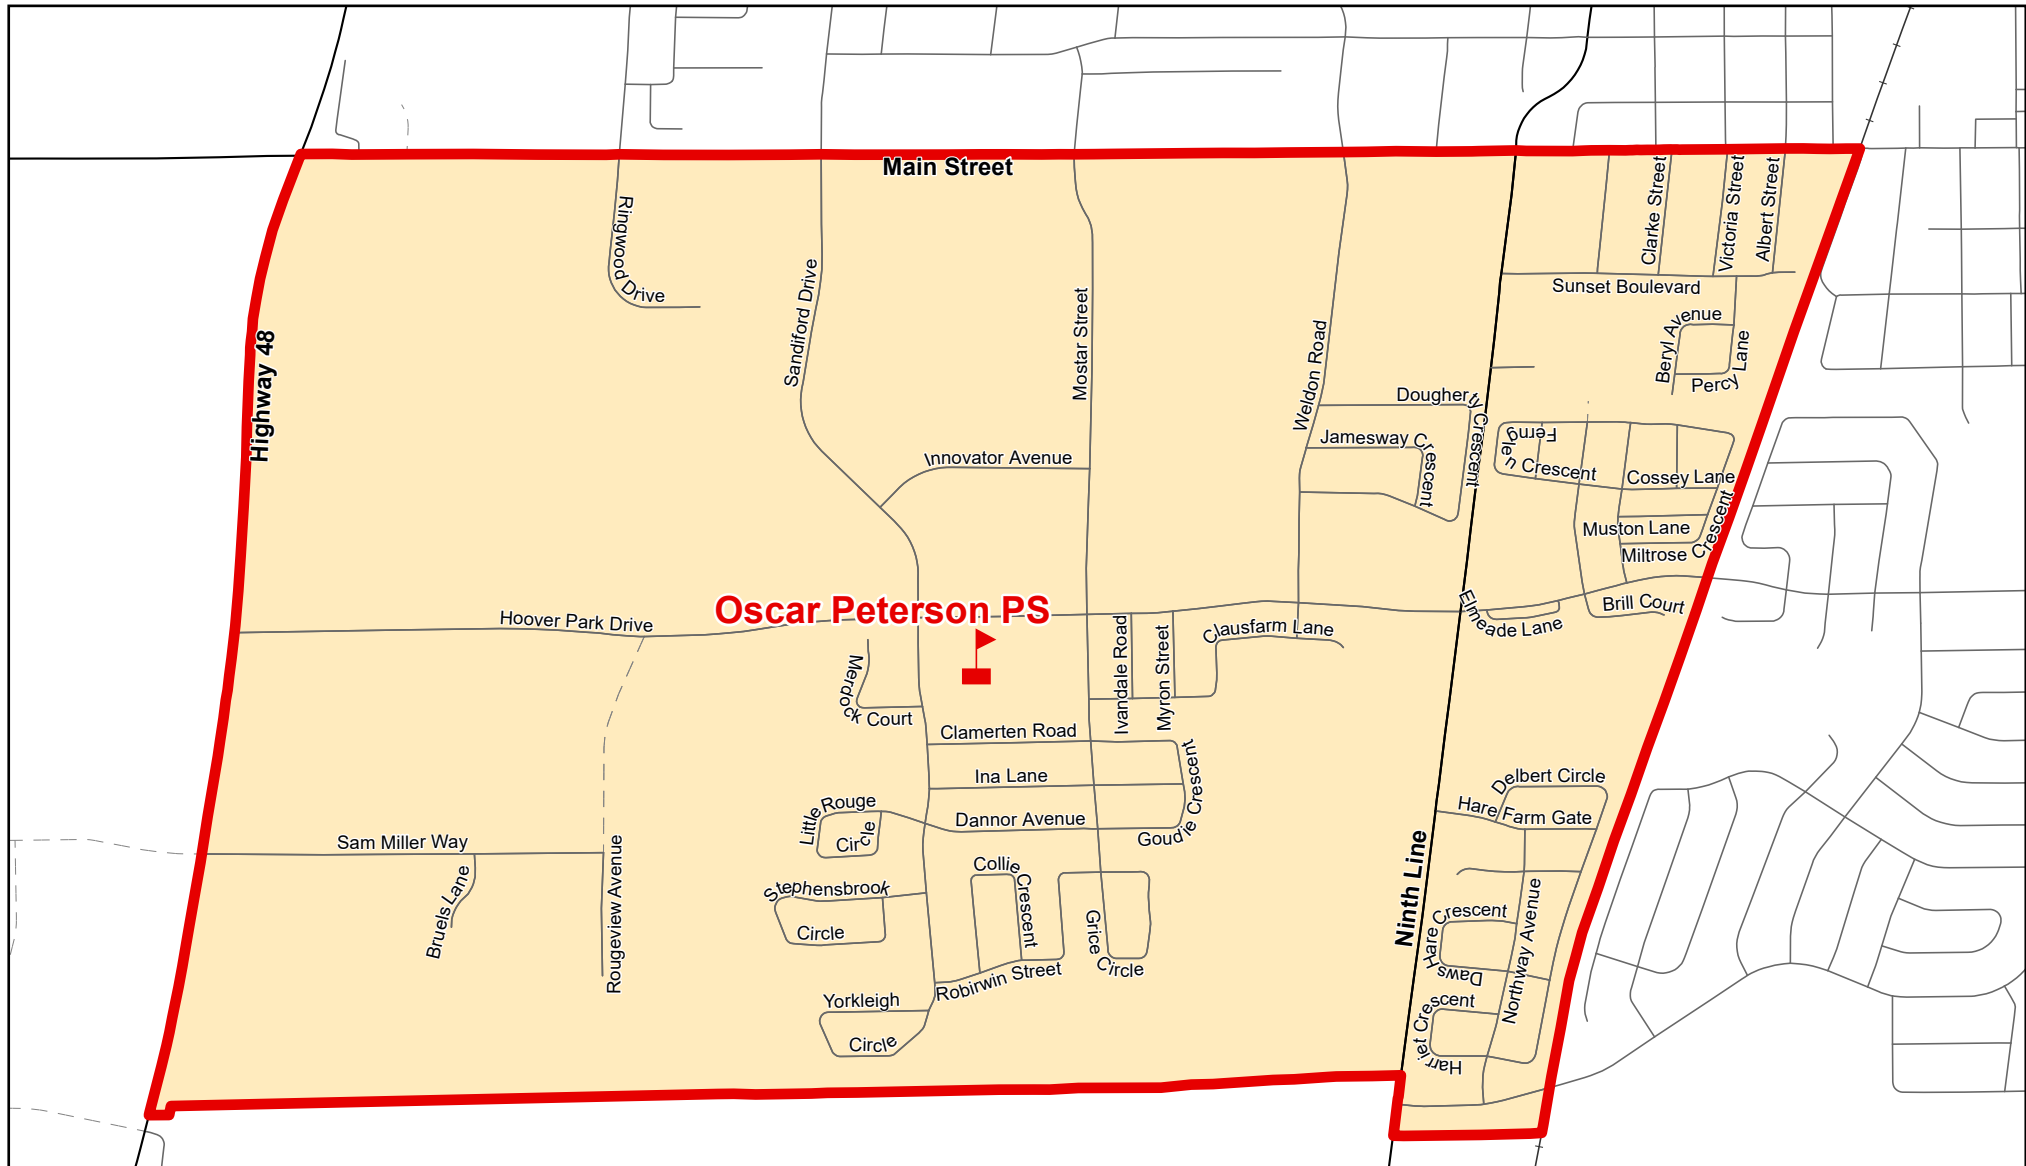 Main Street
Clarke Street
Victoria Street
Albert Street
Ringwood Drive
Sandiford Drive
Mostar Street
Sunset Boulevard
Beryl Avenue
Percy Lane
Highway 48
Weldon Road
Dougherty Crescent
Jamesway Crescent
Innovator Avenue
Fernglen Crescent
Cossey Lane
Muston Lane
Miltrose Crescent
Oscar Peterson PS
Hoover Park Drive
Elmeade Lane
Brill Court
Clausfarm Lane
Ivandale Road
Myron Street
Merdock Court
Clamerten Road
Ina Lane
Goudie Crescent
Delbert Circle
Hare Farm Gate
Little Rouge Circle
Dannor Avenue
Sam Miller Way
Bruels Lane
Rougeview Avenue
Stephensbrook Circle
Collie Crescent
Grice Circle
Robirwin Street
Yorkleigh Circle
Ninth Line
Northway Avenue
Daws Hare Crescent
Harriet Crescent